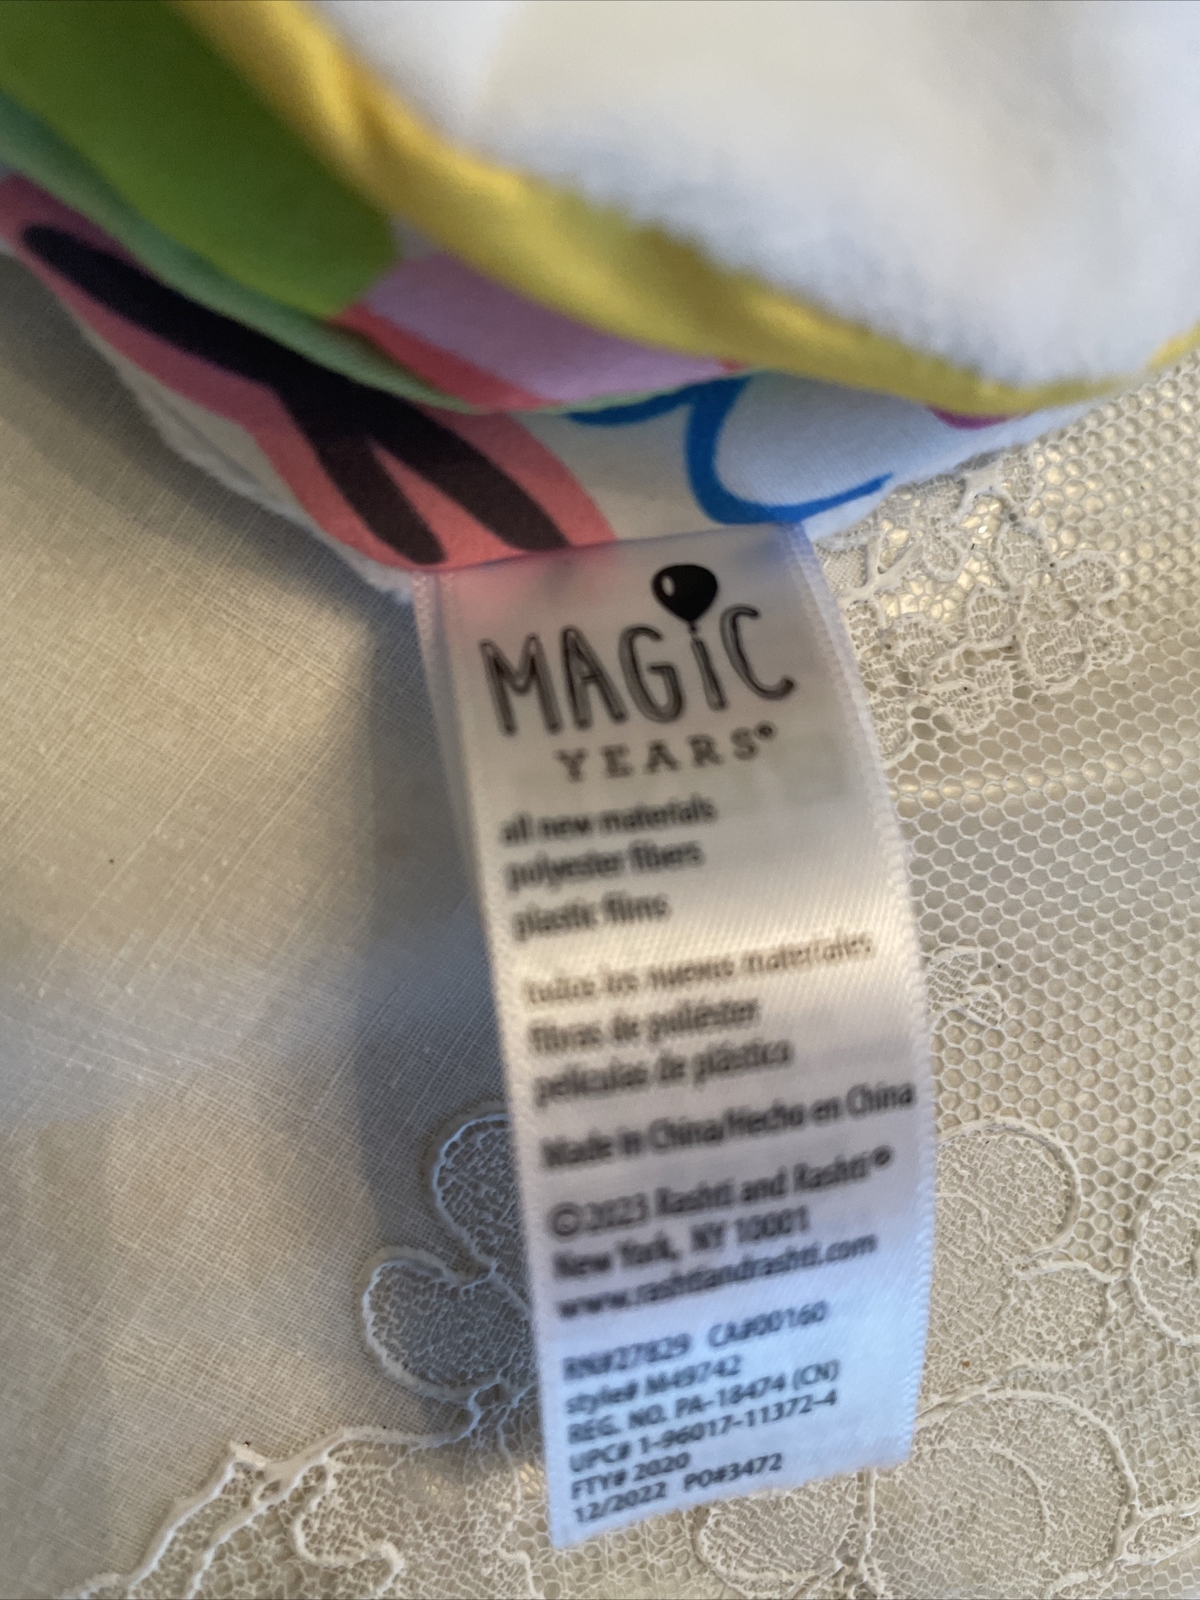 MAGIC
YEARS®
all new materials
polyester fibers
plastic films
todos los nuevos materiales
fibras de poliéster
películas de plástico
Made in China/Hecho en China
©2023 Rashti and Rashti®
New York, NY 10001
www.rashtiandrashti.com
RN#27829 CA#00160
style# M49742
REG. NO. PA-18474 (CN)
UPC# 1-96017-11372-4
FTY# 2020
12/2022 PO#3472